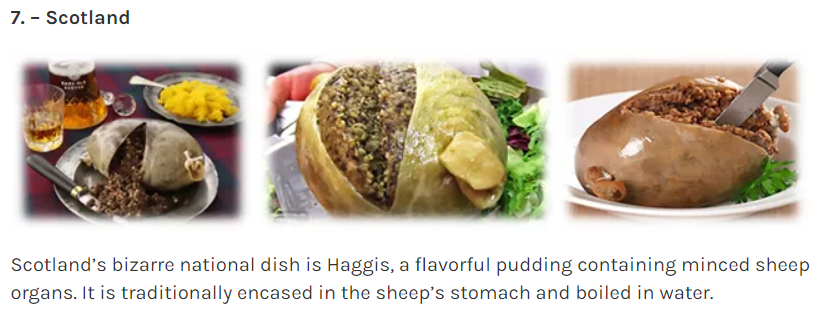 7. – Scotland
Scotland’s bizarre national dish is Haggis, a flavorful pudding containing minced sheep
organs. It is traditionally encased in the sheep’s stomach and boiled in water.